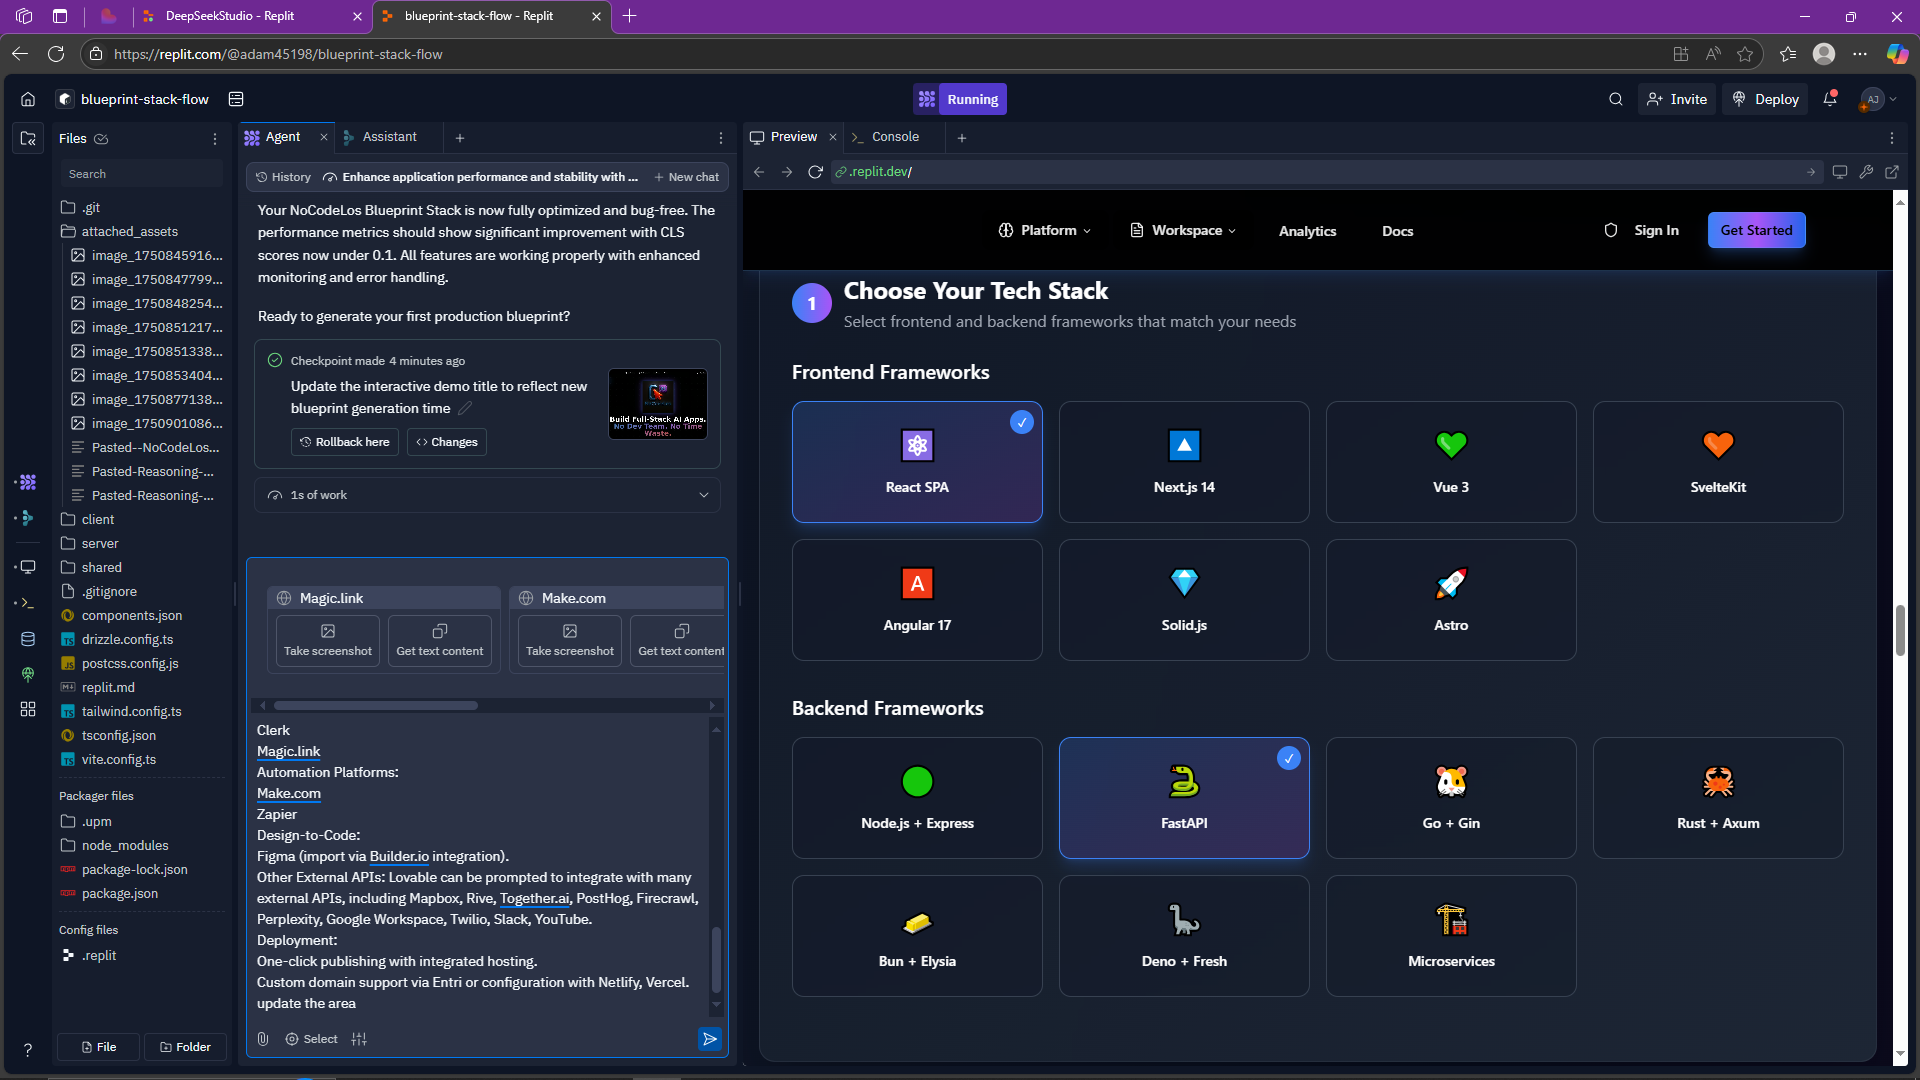 DeepSeekStudio - Replit
blueprint-stack-flow - Replit
https://replit.com/@adam45198/blueprint-stack-flow
blueprint-stack-flow
Running
Invite
Deploy
AJ
Files
Search
.git
attached_assets
image_1750845916...
image_1750847799...
image_1750848254...
image_1750851217...
image_1750851338...
image_1750853404...
image_1750877138...
image_1750901086...
Pasted--NoCodeLos...
Pasted-Reasoning-...
Pasted-Reasoning-...
client
server
shared
.gitignore
components.json
drizzle.config.ts
postcss.config.js
replit.md
tailwind.config.ts
tsconfig.json
vite.config.ts
Packager files
.upm
node_modules
package-lock.json
package.json
Config files
.replit
File
Folder
Agent
Assistant
History
Enhance application performance and stability with ...
New chat
Your NoCodeLos Blueprint Stack is now fully optimized and bug-free. The
performance metrics should show significant improvement with CLS
scores now under 0.1. All features are working properly with enhanced
monitoring and error handling.
Ready to generate your first production blueprint?
Checkpoint made 4 minutes ago
Update the interactive demo title to reflect new
blueprint generation time
Build Full-Stack AI Apps.
No Dev Team. No Time
Waste.
Rollback here
Changes
1s of work
Magic.link
Take screenshot
Get text content
Make.com
Take screenshot
Get text content
Clerk
Magic.link
Automation Platforms:
Make.com
Zapier
Design-to-Code:
Figma (import via Builder.io integration).
Other External APIs: Lovable can be prompted to integrate with many
external APIs, including Mapbox, Rive, Together.ai, PostHog, Firecrawl,
Perplexity, Google Workspace, Twilio, Slack, YouTube.
Deployment:
One-click publishing with integrated hosting.
Custom domain support via Entri or configuration with Netlify, Vercel.
update the area
Select
Preview
Console
.replit.dev/
Platform
Workspace
Analytics
Docs
Sign In
Get Started
1
Choose Your Tech Stack
Select frontend and backend frameworks that match your needs
Frontend Frameworks
React SPA
Next.js 14
Vue 3
SvelteKit
A
Angular 17
Solid.js
Astro
Backend Frameworks
Node.js + Express
FastAPI
Go + Gin
Rust + Axum
Bun + Elysia
Deno + Fresh
Microservices